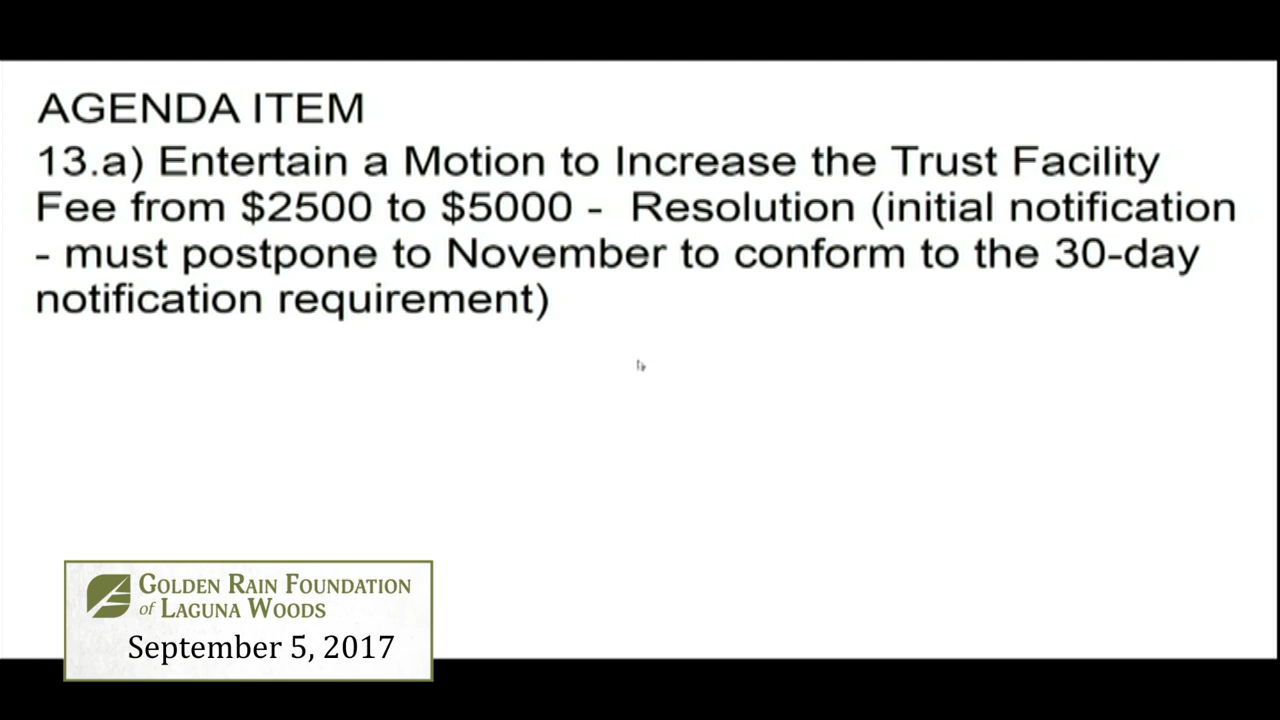 AGENDA ITEM
13.a) Entertain a Motion to Increase the Trust Facility
Fee from $2500 to $5000 -  Resolution (initial notification
- must postpone to November to conform to the 30-day
notification requirement)
GOLDEN RAIN FOUNDATION
of LAGUNA WOODS
September 5, 2017